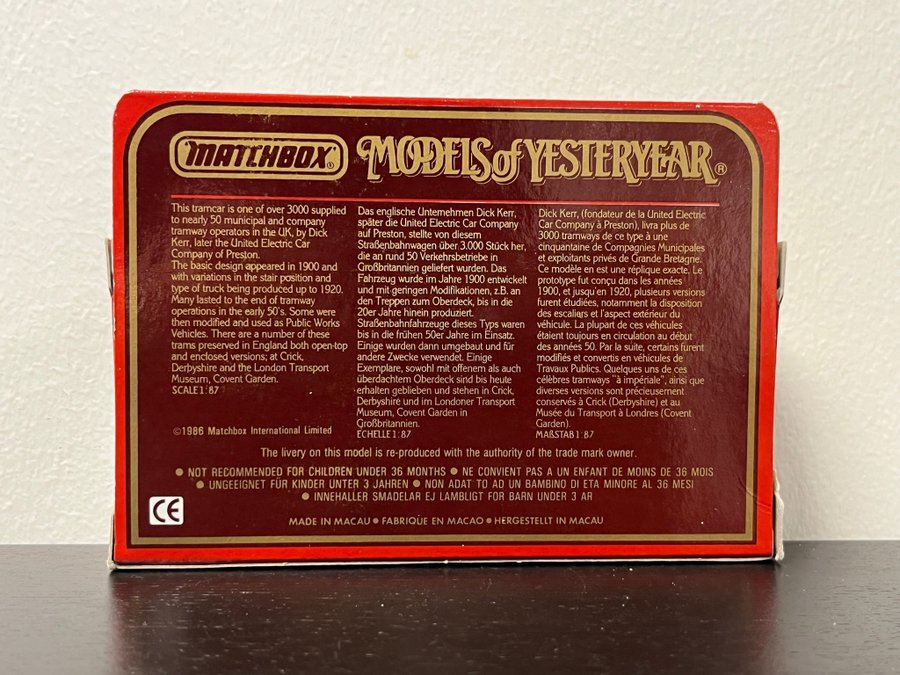 MATCHBOX® MODELS of YESTERYEAR®
This tramcar is one of over 3000 supplied
to nearly 50 municipal and company
tramway operators in the UK, by Dick
Kerr, later the United Electric Car
Company of Preston.
The basic design appeared in 1900 and
with variations in the stair position and
type of truck being produced up to 1920.
Many lasted to the end of tramway
operations in the early 50's. Some were
then modified and used as Public Works
Vehicles. There are a number of these
trams preserved in England both open-top
and enclosed versions; at Crick,
Derbyshire and the London Transport
Museum, Covent Garden.
SCALE 1:87
©1986 Matchbox International Limited
Das englische Unternehmen Dick Kerr,
später die United Electric Car Company
auf Preston, stellte von diesem
Straßenbahnwagen über 3.000 Stück her,
die an rund 50 Verkehrsbetriebe in
Großbritannien geliefert wurden. Das
Fahrzeug wurde im Jahre 1900 entwickelt
und mit geringen Modifikationen, z.B. an
den Treppen zum Oberdeck, bis in die
20er Jahre hinein produziert.
Straßenbahnfahrzeuge dieses Typs waren
bis in die frühen 50er Jahre im Einsatz.
Einige wurden dann umgebaut und für
andere Zwecke verwendet. Einige
Exemplare, sowohl mit offenem als auch
überdachtem Oberdeck sind bis heute
erhalten geblieben und stehen in Crick,
Derbyshire und im Londoner Transport
Museum, Covent Garden in
Großbritannien.
ECHELLE 1:87
Dick Kerr, (fondateur de la United Electric
Car Company à Preston), livra plus de
3000 tramways de ce type à une
cinquantaine de Compagnies Municipales
et exploitants privés de Grande Bretagne.
Ce modèle en est une réplique exacte. Le
prototype fut conçu dans les années
1900, et jusqu'en 1920, plusieurs versions
furent étudiées, notamment la disposition
des escaliers et l'aspect extérieur du
véhicule. La plupart de ces véhicules
étaient toujours en circulation au début
des années 50. Par la suite, certains furent
modifiés et convertis en véhicules de
Travaux Publics. Quelques uns de ces
célèbres tramways "à impériale", ainsi que
diverses versions sont précieusement
conservés à Crick (Derbyshire) et au
Musée du Transport à Londres (Covent
Garden).
MAßSTAB 1:87
The livery on this model is re-produced with the authority of the trade mark owner.
● NOT RECOMMENDED FOR CHILDREN UNDER 36 MONTHS ● NE CONVIENT PAS A UN ENFANT DE MOINS DE 36 MOIS
● UNGEEIGNET FÜR KINDER UNTER 3 JAHREN ● NON ADAT TO AD UN BAMBINO DI ETA MINORE AL 36 MESI
● INNEHALLER SMADELAR EJ LAMBLIGT FOR BARN UNDER 3 AR
CE
MADE IN MACAU ● FABRIQUE EN MACAO ● HERGESTELLT IN MACAU